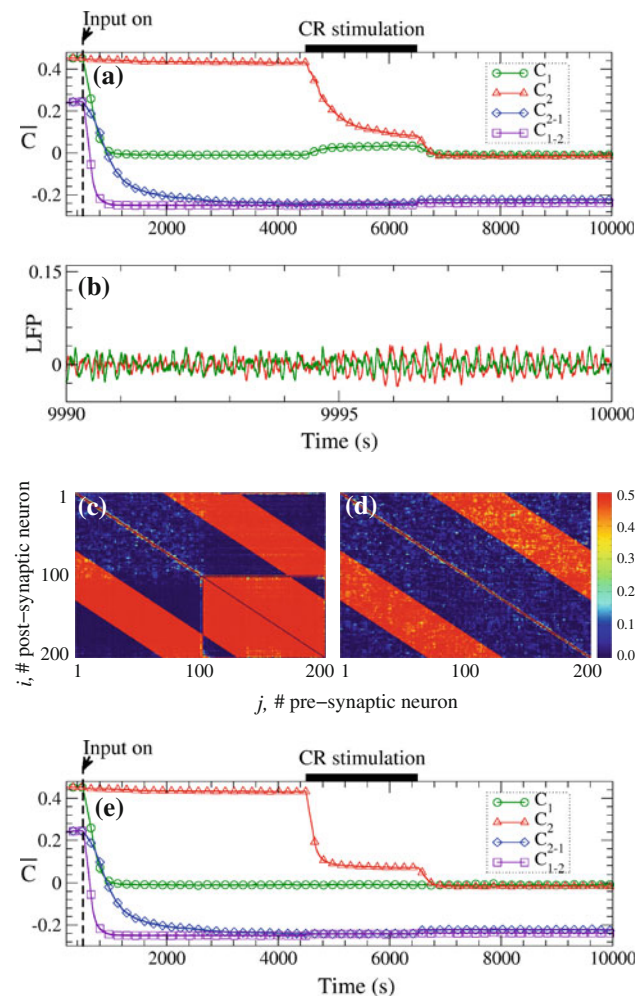 Input on
CR stimulation
(a)
C̄
0.4
0.2
0
-0.2
C₁
C₂
C₂₋₁
C₁₋₂
2000 4000 6000 8000 10000
(b)
LFP
0.15
0
9990 9995 10000
Time (s)
(c) (d)
i, # post−synaptic neuron
1
100
200
0.5
0.4
0.3
0.2
0.1
0.0
1 100 200 1 100 200
j, # pre−synaptic neuron
Input on
CR stimulation
(e)
C̄
0.4
0.2
0
-0.2
C₁
C₂
C₂₋₁
C₁₋₂
2000 4000 6000 8000 10000
Time (s)